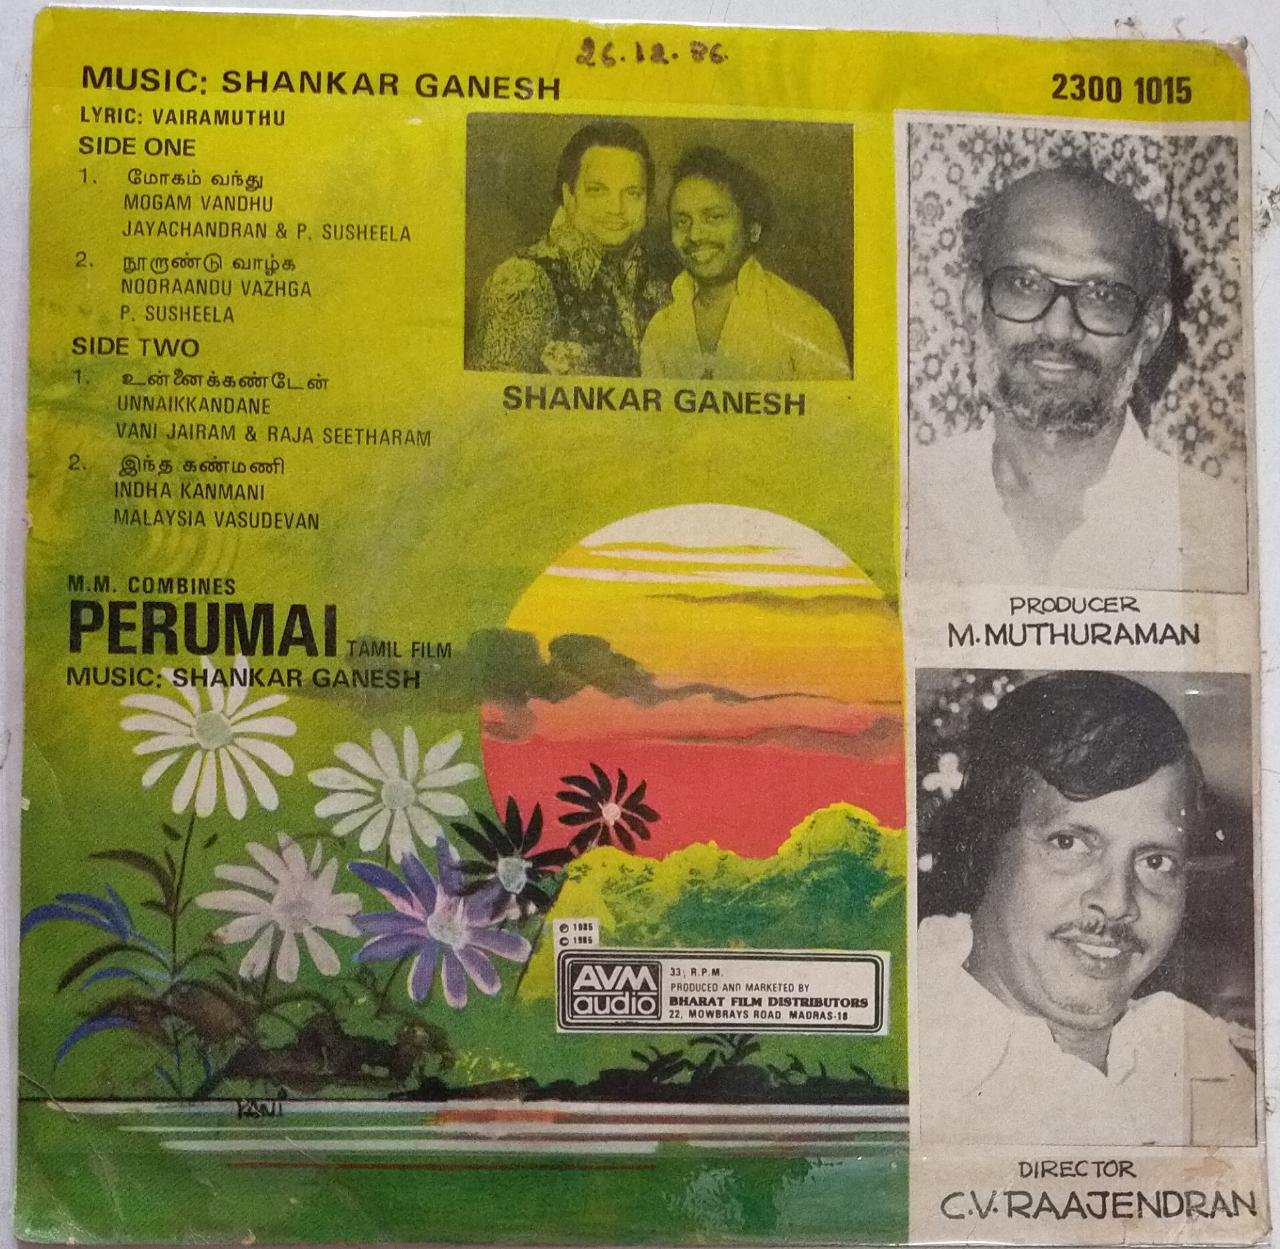 26.12.86
MUSIC: SHANKAR GANESH
2300 1015
LYRIC: VAIRAMUTHU
SIDE ONE
1. மோகம் வந்து
MOGAM VANDHU
JAYACHANDRAN & P. SUSHEELA
2. நூருண்டு வாழ்க
NOORAANDU VAZHGA
P. SUSHEELA
SIDE TWO
1. உன்னைக்கண்டேன்
UNNAIKKANDANE
VANI JAIRAM & RAJA SEETHARAM
2. இந்த கண்மணி
INDHA KANMANI
MALAYSIA VASUDEVAN
SHANKAR GANESH
M.M. COMBINES
PERUMAI TAMIL FILM
MUSIC: SHANKAR GANESH
PRODUCER
M. MUTHURAMAN
℗ 1985
© 1985
AVM audio
33⅓ R.P.M.
PRODUCED AND MARKETED BY
BHARAT FILM DISTRIBUTORS
22, MOWBRAYS ROAD MADRAS-18
DIRECTOR
C.V. RAAJENDRAN